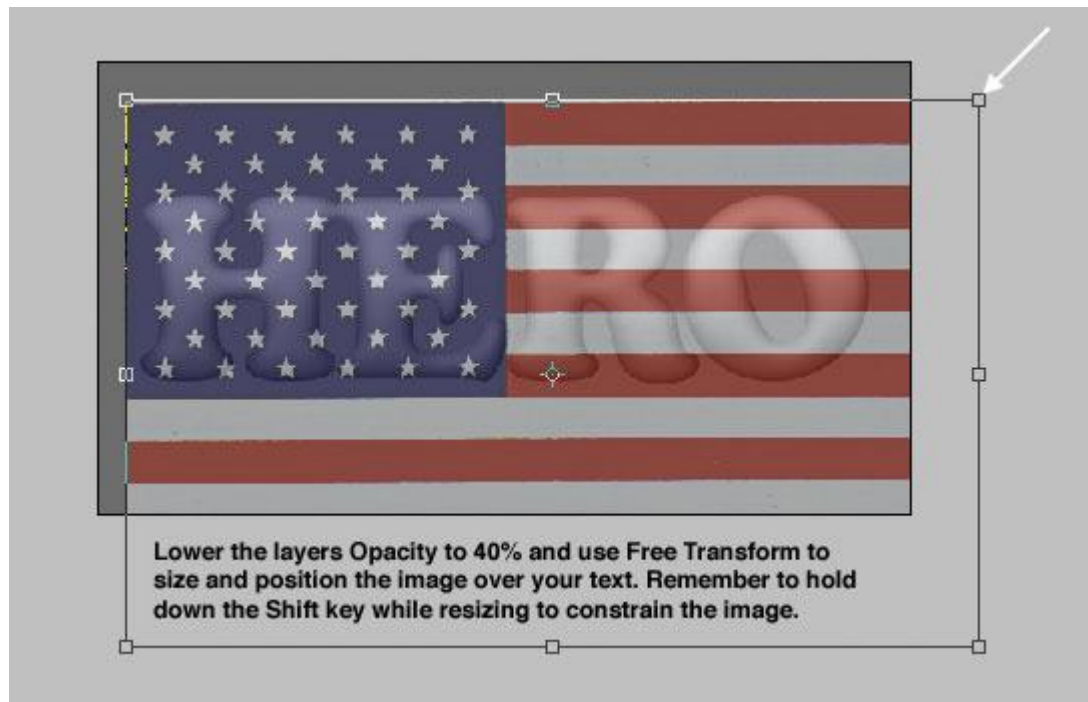 HERO
Lower the layers Opacity to 40% and use Free Transform to
size and position the image over your text. Remember to hold
down the Shift key while resizing to constrain the image.